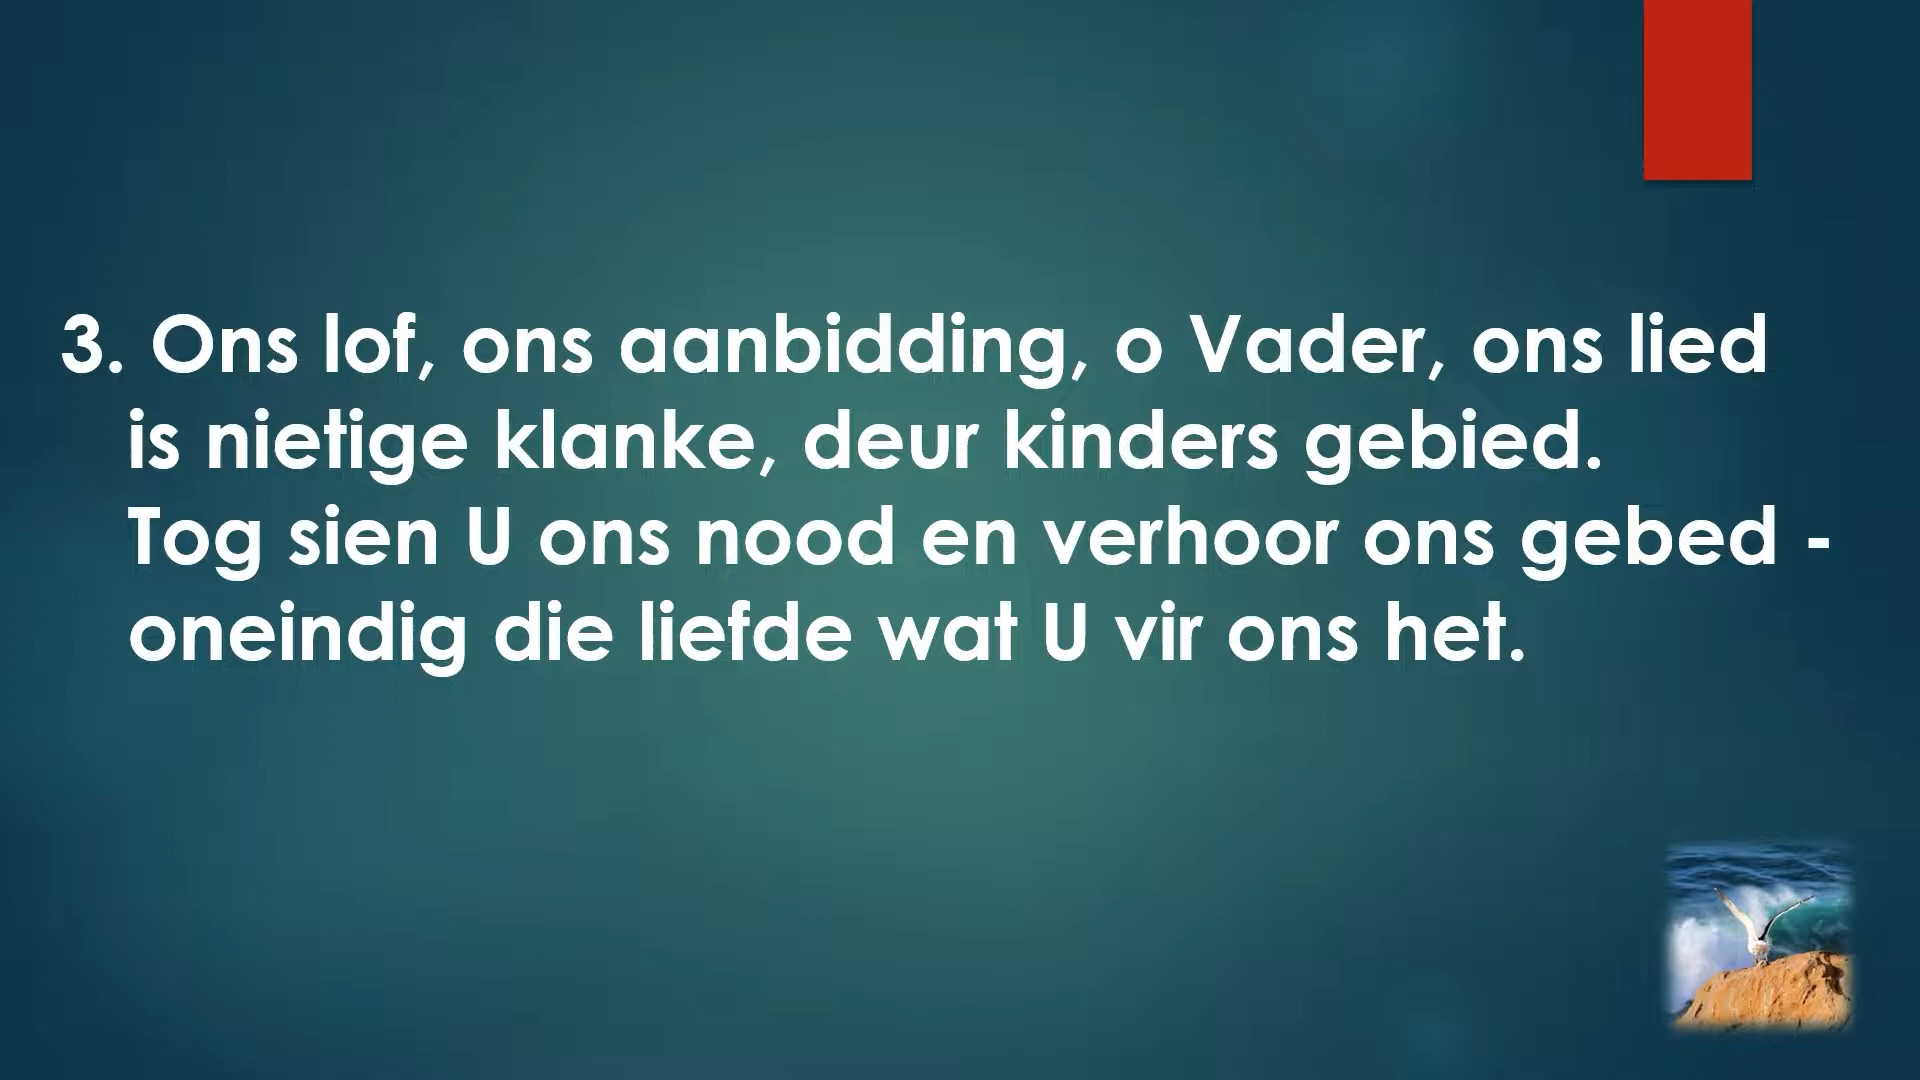 3. Ons lof, ons aanbidding, o Vader, ons lied
is nietige klanke, deur kinders gebied.
Tog sien U ons nood en verhoor ons gebed -
oneindig die liefde wat U vir ons het.